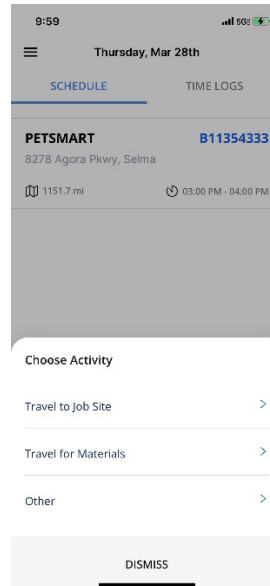 9:59
5G
Thursday, Mar 28th
SCHEDULE TIME LOGS
PETSMART B11354333
8278 Agora Pkwy, Selma
1151.7 mi 03:00 PM - 04:00 PM
Choose Activity
Travel to Job Site
Travel for Materials
Other
DISMISS